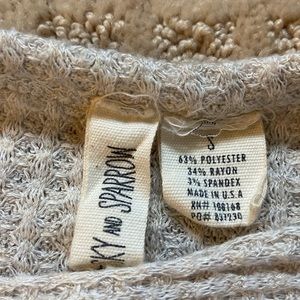 KY AND SPARROW
S
63% POLYESTER
34% RAYON
3% SPANDEX
MADE IN U.S.A
RN# 108168
PO# 831230